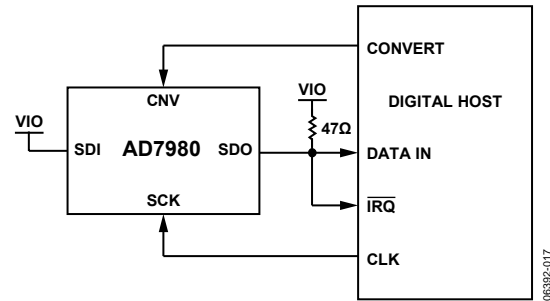 CONVERT
CNV
VIO
DIGITAL HOST
VIO
47Ω
SDI AD7980 SDO
DATA IN
SCK
IRQ
CLK
06392-017